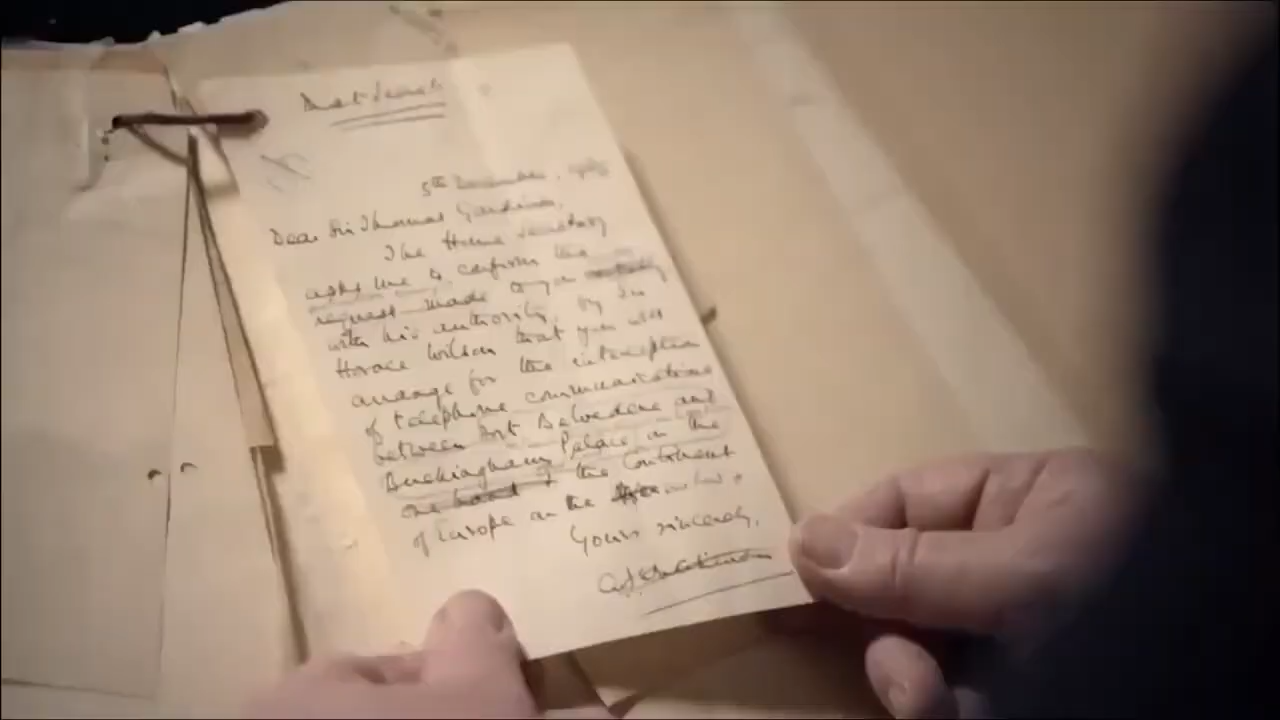 Most Secret
5th December, 1936
Dear Sir Thomas Gardiner,
The Home Secretary
asks me to confirm the
request made
with his authority, by Sir
Horace Wilson that you will
arrange for the interception
of telephone communications
between Fort Belvedere and
Buckingham Palace on the
one hand & the Continent
of Europe on the other
Yours sincerely,